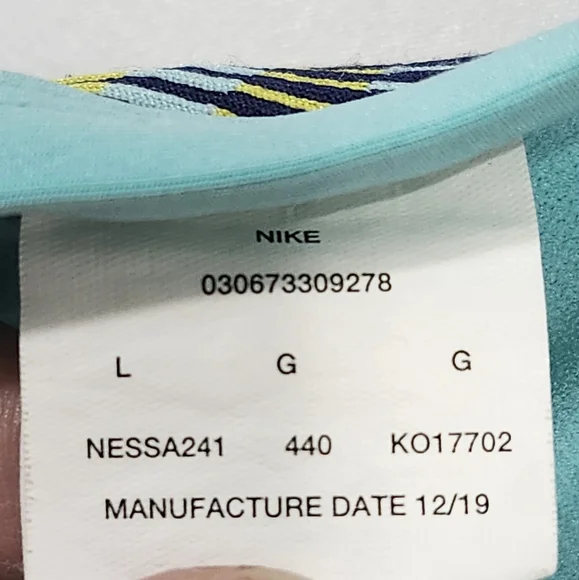 NIKE
030673309278
L G G
NESSA241 440 KO17702
MANUFACTURE DATE 12/19